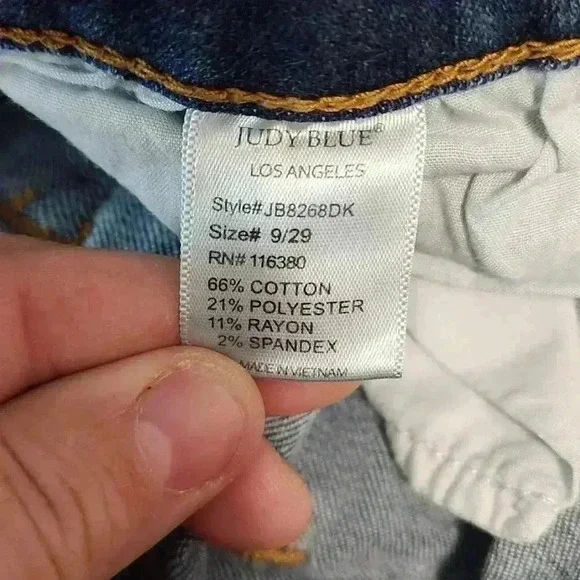 JUDY BLUE®
LOS ANGELES
Style#JB8268DK
Size# 9/29
RN# 116380
66% COTTON
21% POLYESTER
11% RAYON
2% SPANDEX
MADE IN VIETNAM